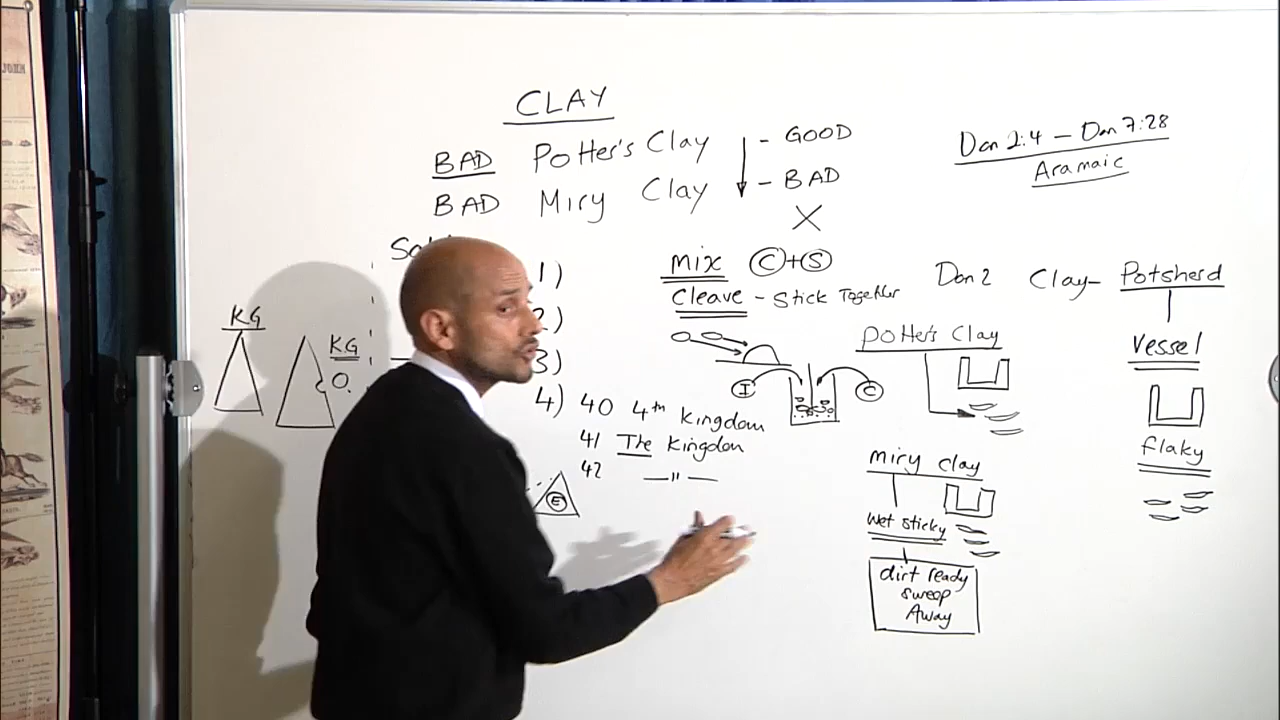 CLAY
BAD Potter's Clay - GOOD
BAD Miry Clay - BAD
X
Dan 2:4 - Dan 7:28
Aramaic
1)
2)
3)
4) 40 4th kingdom
41 The Kingdom
42 —"—
KG
KG
O.
E
Mix C+S
Cleave - Stick Together
I
C
Dan 2 Clay- Potsherd
Potter's Clay
Vessel
flaky
miry clay
wet sticky
dirt ready
sweep
Away